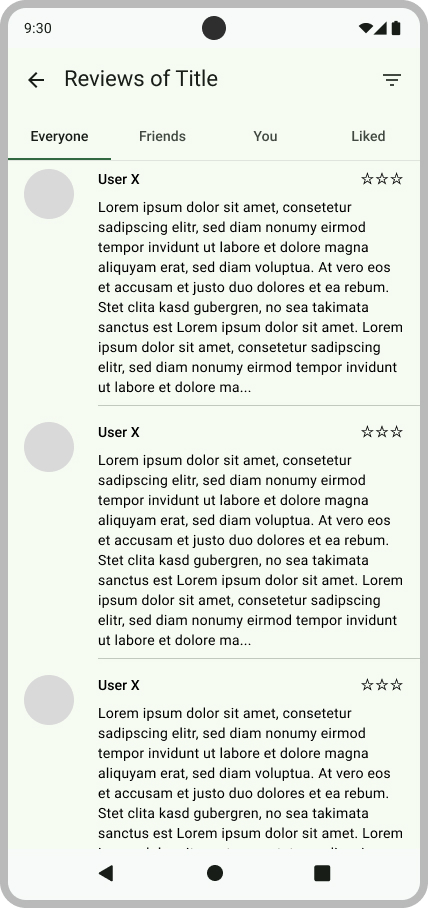 9:30
Reviews of Title
Everyone Friends You Liked
User X
Lorem ipsum dolor sit amet, consetetur
sadipscing elitr, sed diam nonumy eirmod
tempor invidunt ut labore et dolore magna
aliquyam erat, sed diam voluptua. At vero eos
et accusam et justo duo dolores et ea rebum.
Stet clita kasd gubergren, no sea takimata
sanctus est Lorem ipsum dolor sit amet. Lorem
ipsum dolor sit amet, consetetur sadipscing
elitr, sed diam nonumy eirmod tempor invidunt
ut labore et dolore ma...
User X
Lorem ipsum dolor sit amet, consetetur
sadipscing elitr, sed diam nonumy eirmod
tempor invidunt ut labore et dolore magna
aliquyam erat, sed diam voluptua. At vero eos
et accusam et justo duo dolores et ea rebum.
Stet clita kasd gubergren, no sea takimata
sanctus est Lorem ipsum dolor sit amet. Lorem
ipsum dolor sit amet, consetetur sadipscing
elitr, sed diam nonumy eirmod tempor invidunt
ut labore et dolore ma...
User X
Lorem ipsum dolor sit amet, consetetur
sadipscing elitr, sed diam nonumy eirmod
tempor invidunt ut labore et dolore magna
aliquyam erat, sed diam voluptua. At vero eos
et accusam et justo duo dolores et ea rebum.
Stet clita kasd gubergren, no sea takimata
sanctus est Lorem ipsum dolor sit amet. Lorem